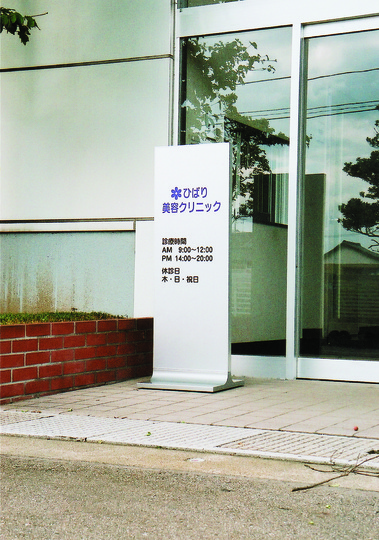 ひばり
美容クリニック
診療時間
AM 9:00〜12:00
PM 14:00〜20:00
休診日
木・日・祝日